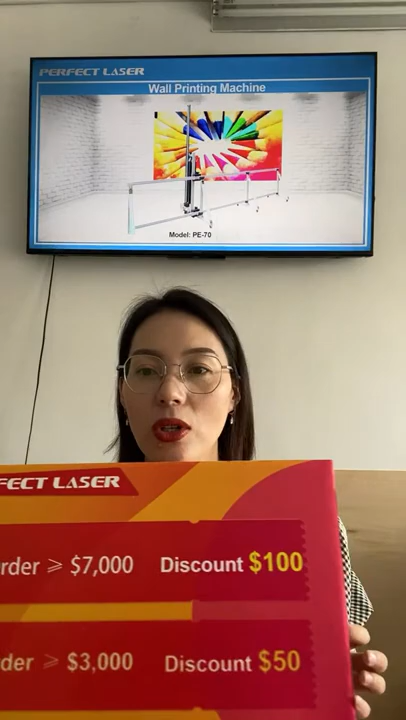 PERFECT LASER
Wall Printing Machine
Model: PE-70
FECT LASER
rder ⩾ $7,000 Discount $100
der ⩾ $3,000 Discount $50